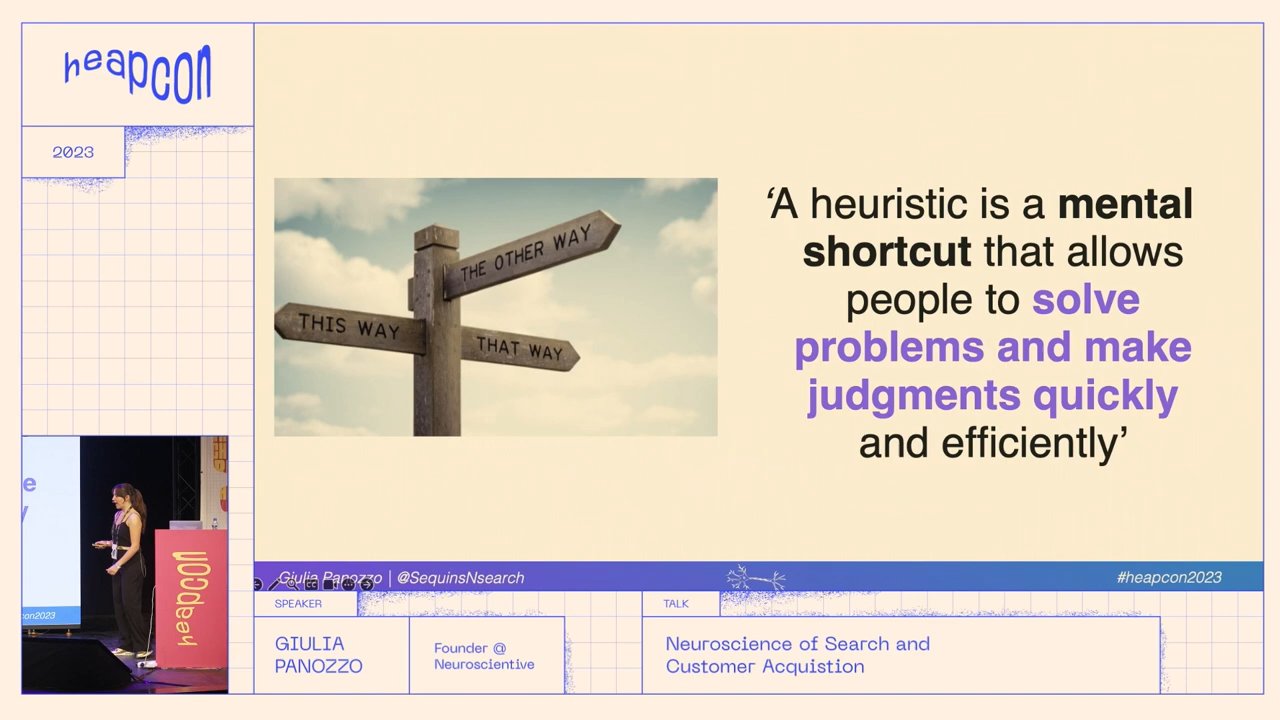 heapcon
2023
THE OTHER WAY
THIS WAY
THAT WAY
‘A heuristic is a mental
shortcut that allows
people to solve
problems and make
judgments quickly
and efficiently’
e
y
con2023
heapcon
Giulia Panozzo | @SequinsNsearch
#heapcon2023
SPEAKER
GIULIA
PANOZZO
Founder @
Neuroscientive
TALK
Neuroscience of Search and
Customer Acquistion